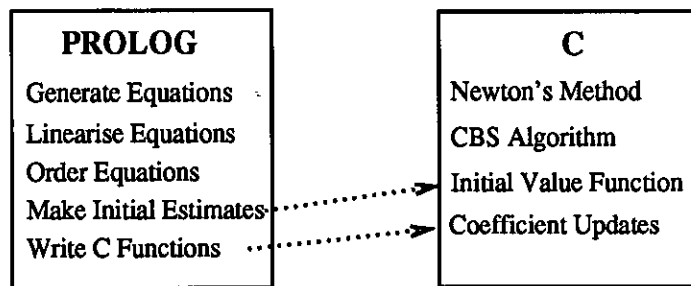 PROLOG
Generate Equations
Linearise Equations
Order Equations
Make Initial Estimates
Write C Functions
C
Newton's Method
CBS Algorithm
Initial Value Function
Coefficient Updates